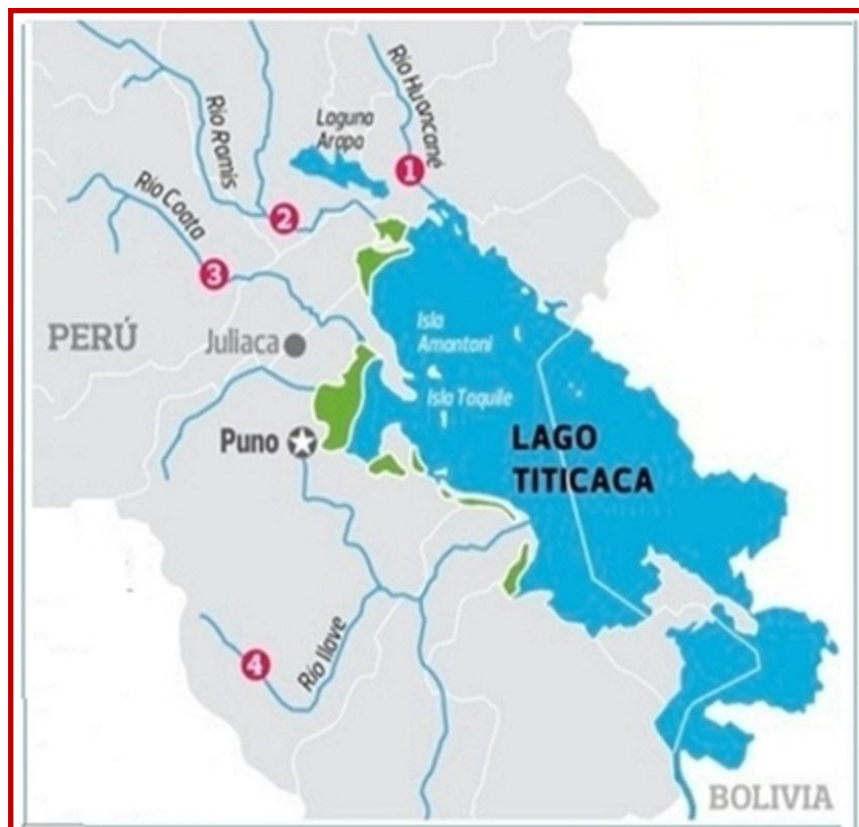 Río Huancané
Laguna
Arapa
Río Ramis
1
Río Coata
2
3
PERÚ
Juliaca
Isla
Amantani
Isla Taquile
Puno
LAGO
TITICACA
4
Río Ilave
BOLIVIA